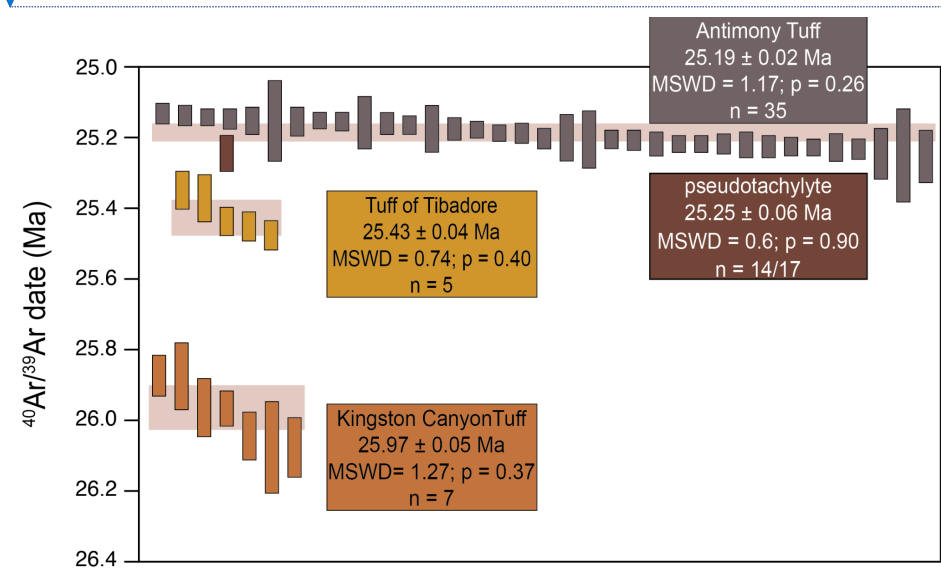 Antimony Tuff
25.19 ± 0.02 Ma
MSWD = 1.17; p = 0.26
n = 35
pseudotachylyte
25.25 ± 0.06 Ma
MSWD = 0.6; p = 0.90
n = 14/17
Tuff of Tibadore
25.43 ± 0.04 Ma
MSWD = 0.74; p = 0.40
n = 5
Kingston CanyonTuff
25.97 ± 0.05 Ma
MSWD= 1.27; p = 0.37
n = 7
⁴⁰Ar/³⁹Ar date (Ma)
25.0
25.2
25.4
25.6
25.8
26.0
26.2
26.4